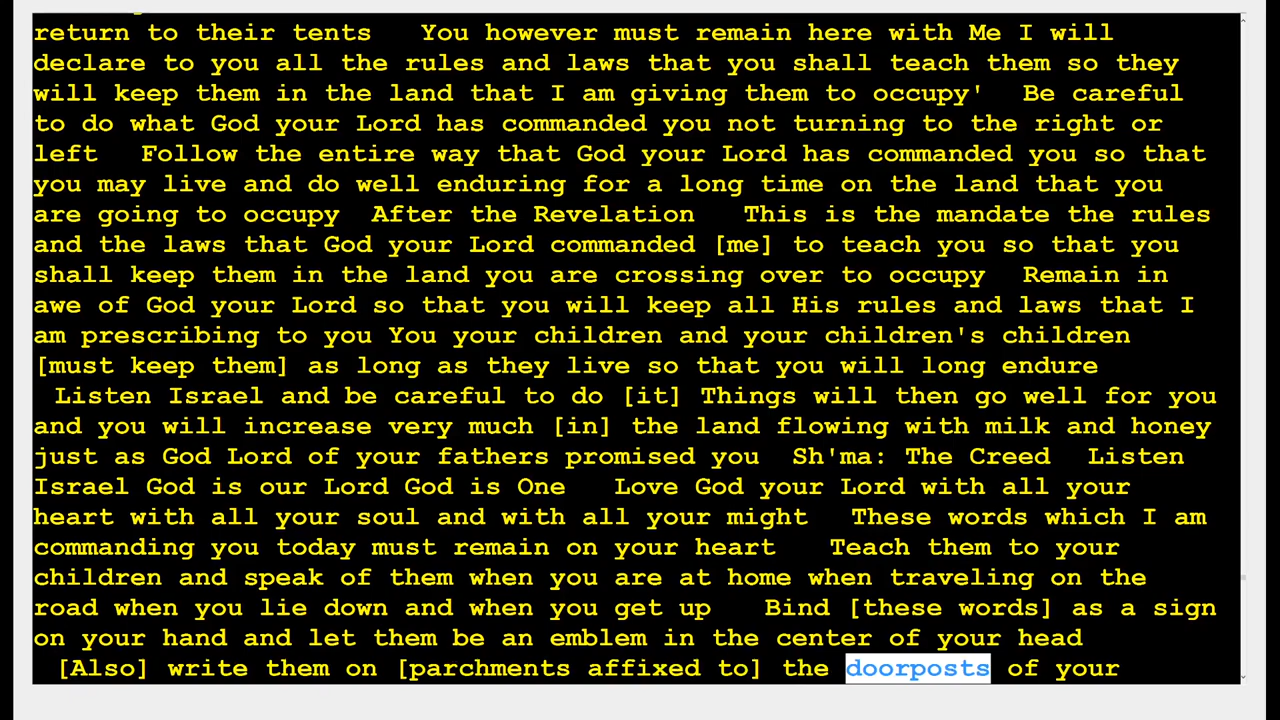 return to their tents   You however must remain here with Me I will
declare to you all the rules and laws that you shall teach them so they
will keep them in the land that I am giving them to occupy'   Be careful
to do what God your Lord has commanded you not turning to the right or
left   Follow the entire way that God your Lord has commanded you so that
you may live and do well enduring for a long time on the land that you
are going to occupy  After the Revelation   This is the mandate the rules
and the laws that God your Lord commanded [me] to teach you so that you
shall keep them in the land you are crossing over to occupy   Remain in
awe of God your Lord so that you will keep all His rules and laws that I
am prescribing to you You your children and your children's children
[must keep them] as long as they live so that you will long endure
Listen Israel and be careful to do [it] Things will then go well for you
and you will increase very much [in] the land flowing with milk and honey
just as God Lord of your fathers promised you  Sh'ma: The Creed   Listen
Israel God is our Lord God is One   Love God your Lord with all your
heart with all your soul and with all your might   These words which I am
commanding you today must remain on your heart   Teach them to your
children and speak of them when you are at home when traveling on the
road when you lie down and when you get up   Bind [these words] as a sign
on your hand and let them be an emblem in the center of your head
[Also] write them on [parchments affixed to] the doorposts of your